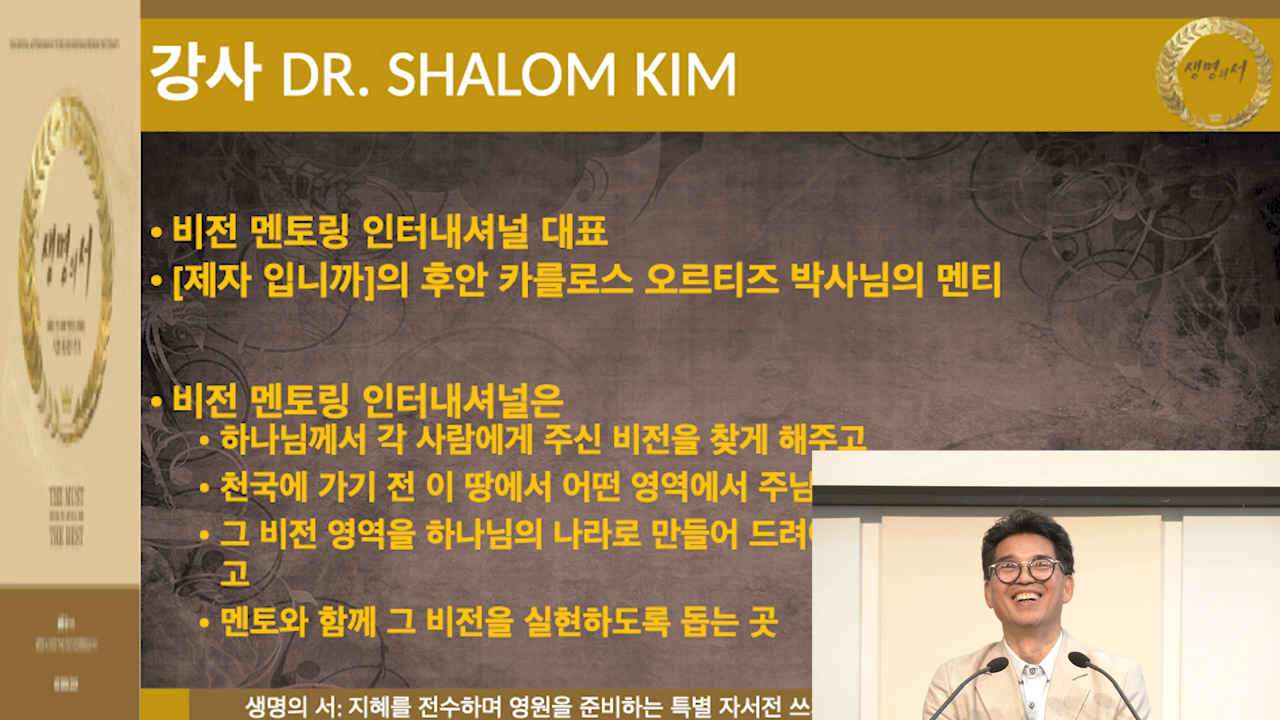 강사 DR. SHALOM KIM
생명의서
• 비전 멘토링 인터내셔널 대표
• [제자 입니까]의 후안 카를로스 오르티즈 박사님의 멘티
• 비전 멘토링 인터내셔널은
• 하나님께서 각 사람에게 주신 비전을 찾게 해주고
• 천국에 가기 전 이 땅에서 어떤 영역에서 주님
• 그 비전 영역을 하나님의 나라로 만들어 드려
고
• 멘토와 함께 그 비전을 실현하도록 돕는 곳
생명의 서: 지혜를 전수하며 영원을 준비하는 특별 자서전 쓰
생명의서
THE MUST
THE BEST